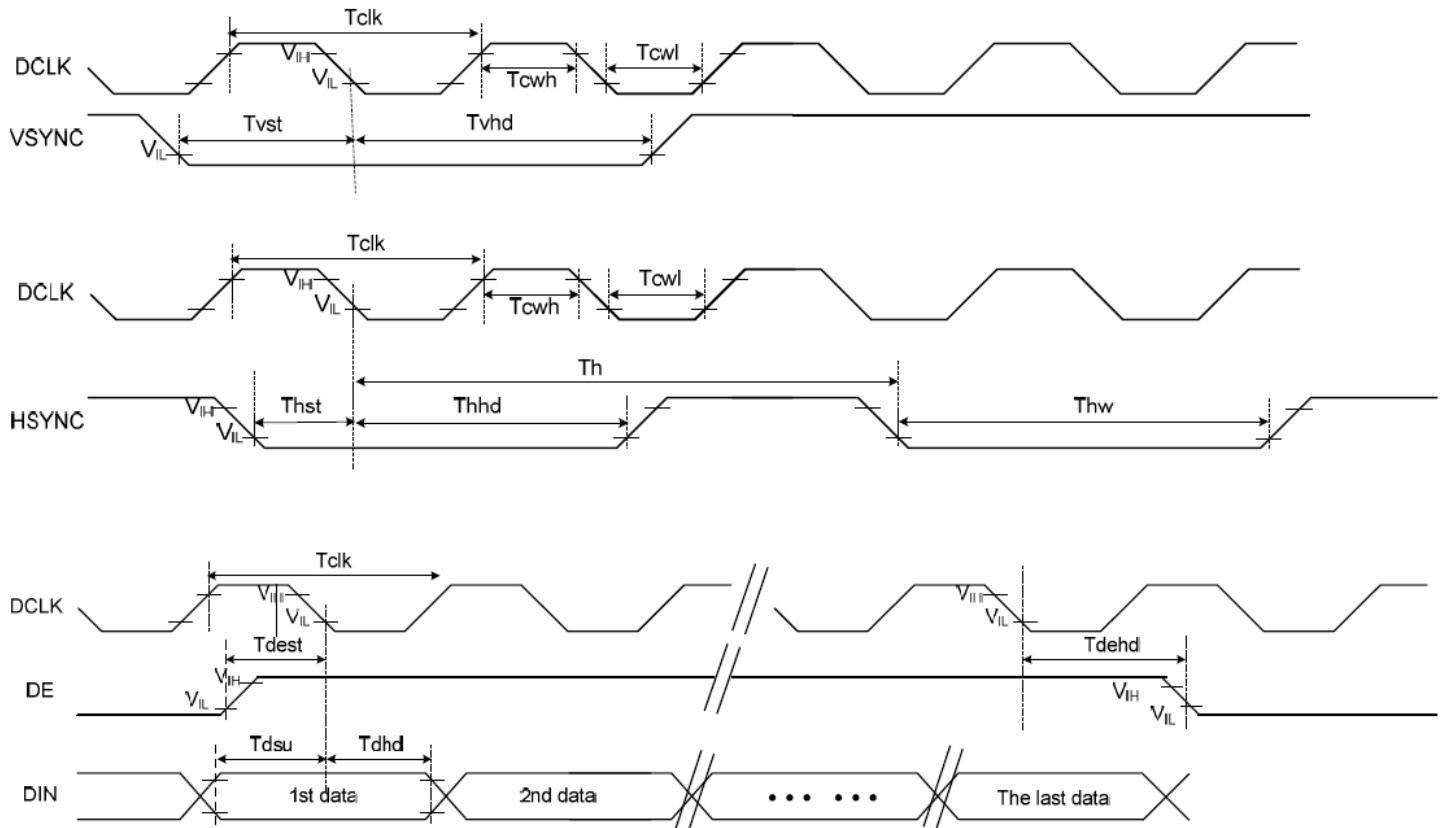 Tclk
DCLK
VIH
VIL
Tcwh
Tcwl
VSYNC
VIL
Tvst
Tvhd
Tclk
DCLK
VIH
VIL
Tcwh
Tcwl
Th
HSYNC
VIH
VIL
Thst
Thhd
Thw
Tclk
DCLK
VIH
VIL
VIH
VIL
Tdest
Tdehd
DE
VIH
VIL
VIH
VIL
Tdsu
Tdhd
DIN
1st data
2nd data
••• •••
The last data